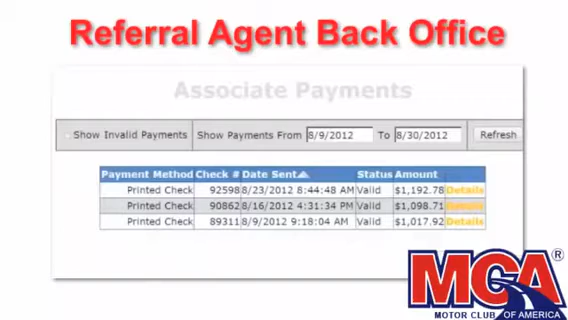 Referral Agent Back Office
Associate Payments
Show Invalid Payments Show Payments From 8/9/2012 To 8/30/2012 Refresh
Payment Method Check # Date Sent Status Amount
Printed Check 92598 8/23/2012 8:44:48 AM Valid $1,192.78 Details
Printed Check 90862 8/16/2012 4:31:34 PM Valid $1,098.71 Details
Printed Check 89311 8/9/2012 9:18:04 AM Valid $1,017.92 Details
MCA®
MOTOR CLUB OF AMERICA